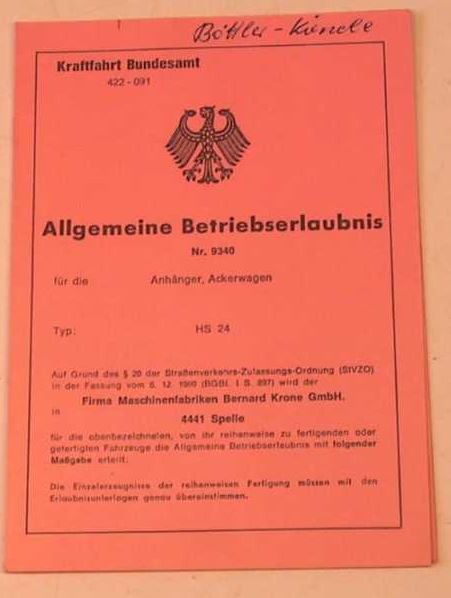 Böttler - Künele
Kraftfahrt Bundesamt
422 - 091
Allgemeine Betriebserlaubnis
Nr. 9340
für die Anhänger, Ackerwagen
Typ: HS 24
Auf Grund des § 20 der Straßenverkehrs-Zulassungs-Ordnung (StVZO)
in der Fassung vom 6. 12. 1960 (BGBl. I S. 897) wird der
Firma Maschinenfabriken Bernard Krone GmbH.
in
4441 Spelle
für die obenbezeichneten, von ihr reihenweise zu fertigenden oder
gefertigten Fahrzeuge die Allgemeine Betriebserlaubnis mit folgender
Maßgabe erteilt:
Die Einzelerzeugnisse der reihenweisen Fertigung müssen mit den
Erlaubnisunterlagen genau übereinstimmen.